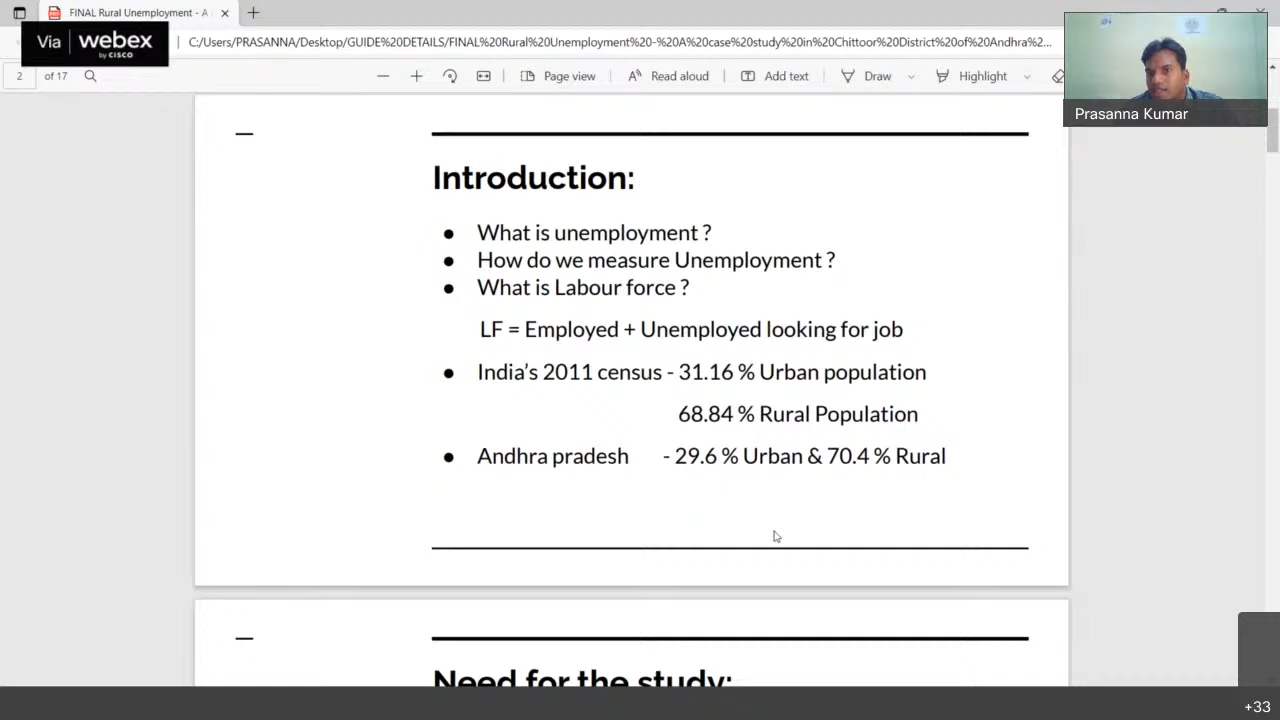 FINAL Rural Unemployment - A
Via webex
by CISCO
C:/Users/PRASANNA/Desktop/GUIDE%20DETAILS/FINAL%20Rural%20Unemployment%20-%20A%20case%20study%20in%20Chittoor%20District%20of%20Andhra%2...
2 of 17
Page view
Read aloud
Add text
Draw
Highlight
Prasanna Kumar
Introduction:
● What is unemployment ?
● How do we measure Unemployment ?
● What is Labour force ?
LF = Employed + Unemployed looking for job
● India's 2011 census - 31.16 % Urban population
68.84 % Rural Population
● Andhra pradesh - 29.6 % Urban & 70.4 % Rural
Need for the study:
+33